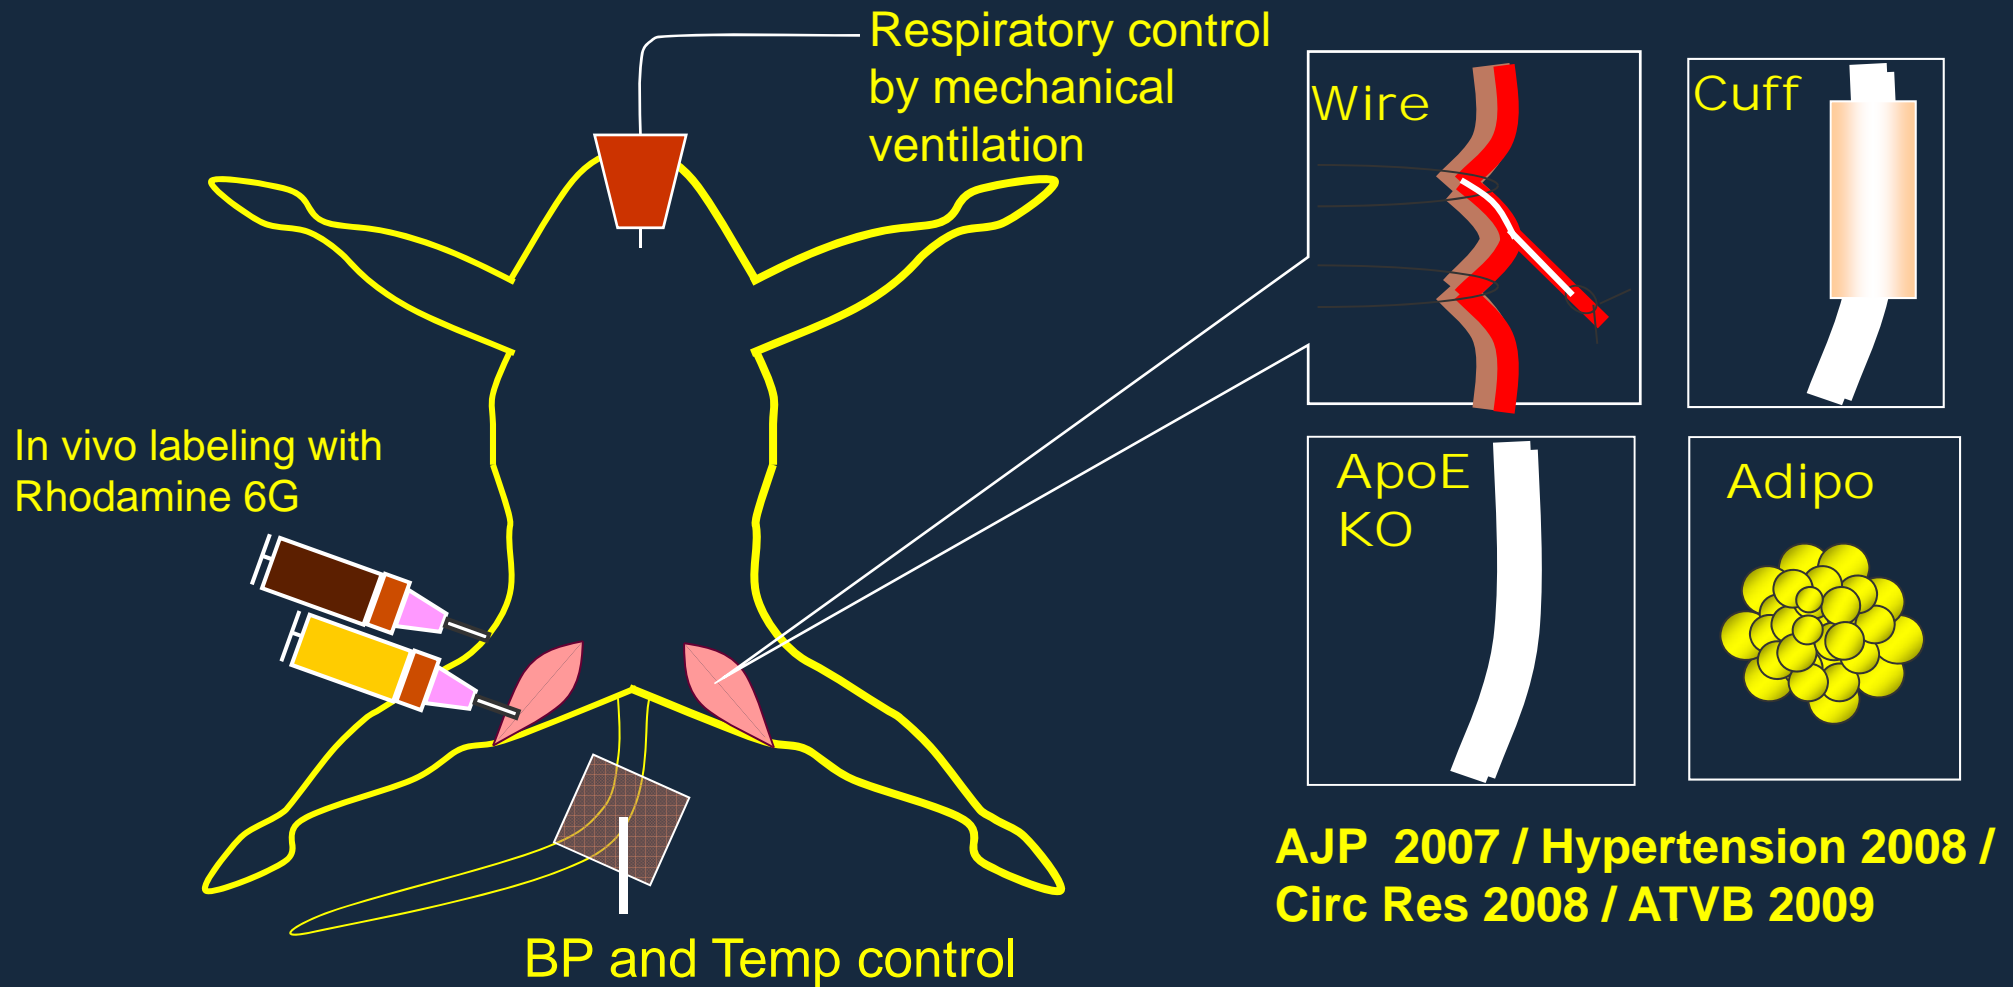 Respiratory control
by mechanical
ventilation
Wire
Cuff
In vivo labeling with
Rhodamine 6G
ApoE
KO
Adipo
AJP  2007 / Hypertension 2008 /
Circ Res 2008 / ATVB 2009
BP and Temp control